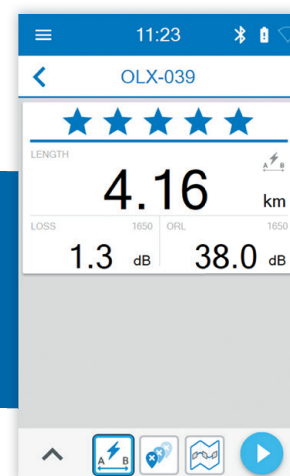 11:23
OLX-039
LENGTH
A B
4.16 km
LOSS 1650 ORL 1650
1.3 dB 38.0 dB
A B